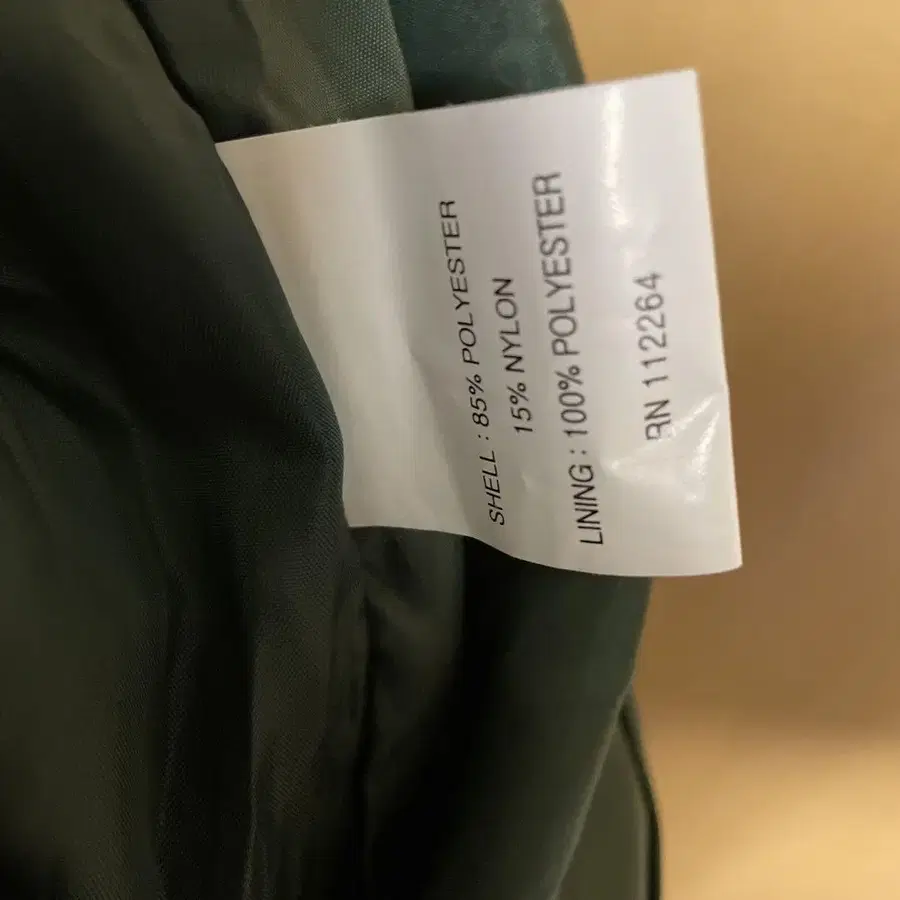 SHELL : 85% POLYESTER
15% NYLON
LINING : 100% POLYESTER
RN 112264